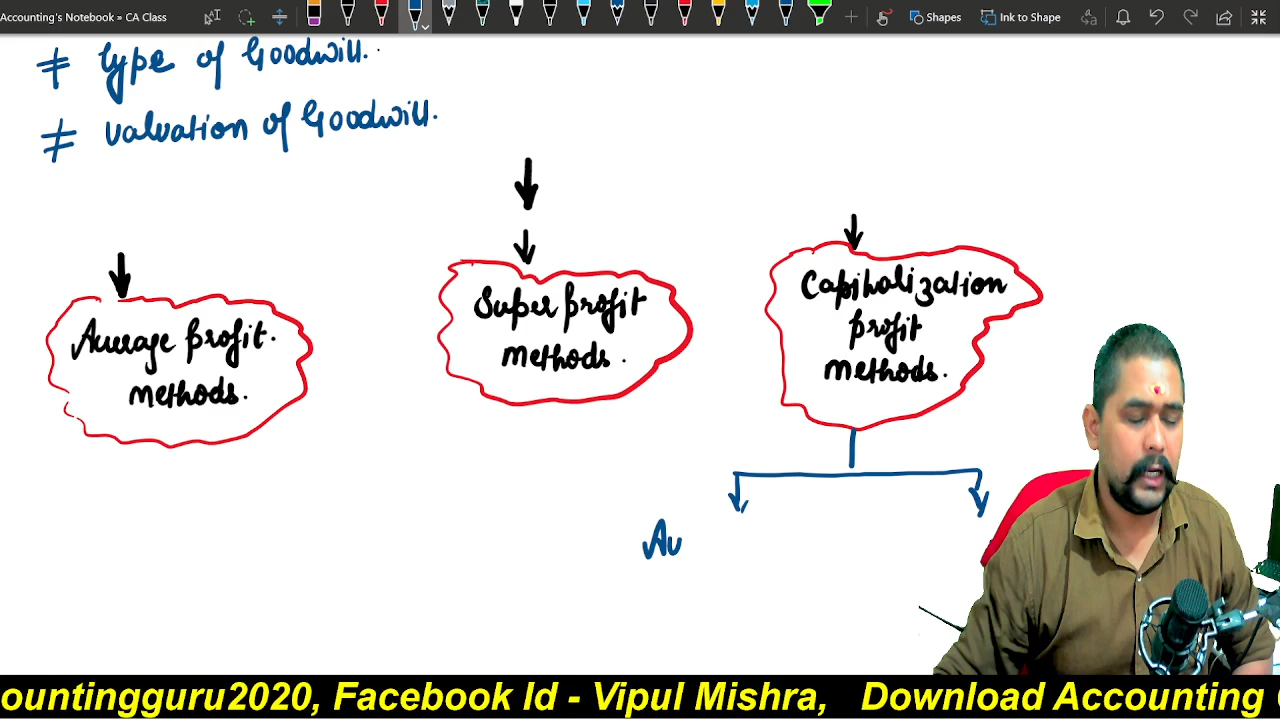 Accounting's Notebook » CA Class
Shapes
Ink to Shape
≠ Type of Goodwill.
≠ valuation of Goodwill.
Average profit.
methods.
Super profit
methods.
Capitalization
profit
methods.
Av
ountingguru2020, Facebook Id - Vipul Mishra, Download Accounting